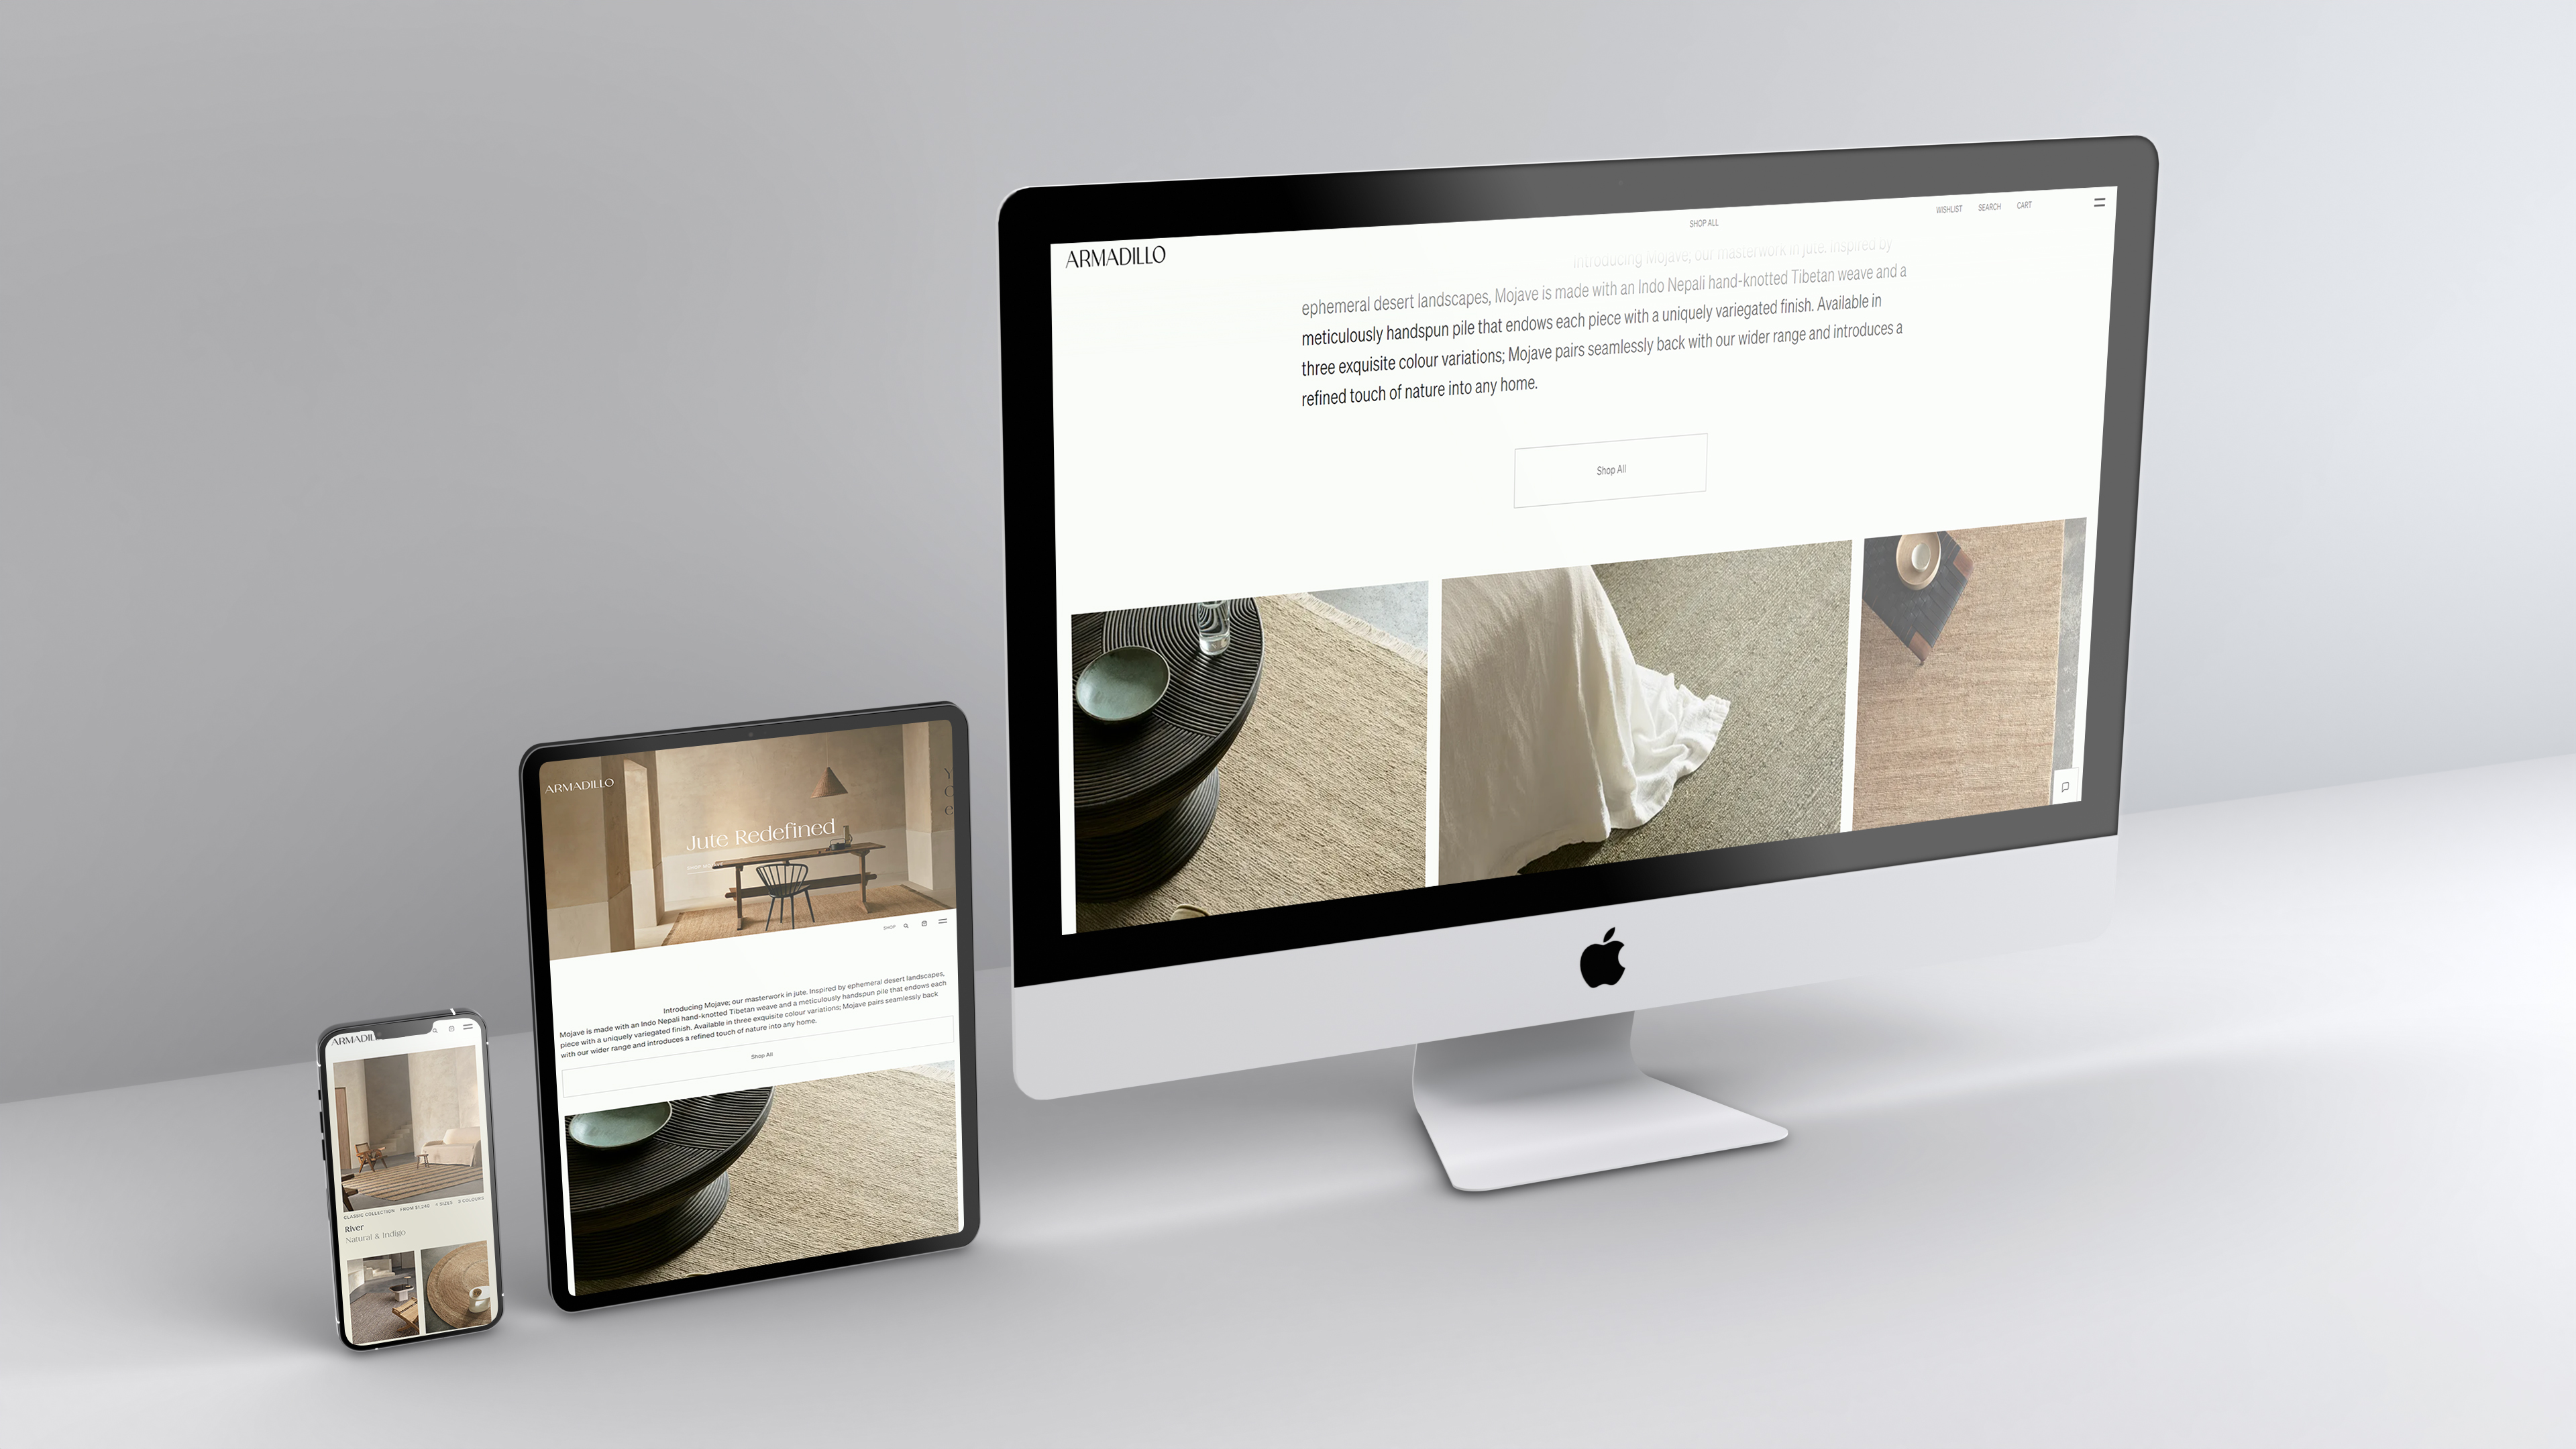 ARMADILLO
SHOP ALL
WISHLIST SEARCH CART
Introducing Mojave; our masterwork in jute. Inspired by
ephemeral desert landscapes, Mojave is made with an Indo Nepali hand-knotted Tibetan weave and a
meticulously handspun pile that endows each piece with a uniquely variegated finish. Available in
three exquisite colour variations; Mojave pairs seamlessly back with our wider range and introduces a
refined touch of nature into any home.
Shop All
ARMADILLO
Jute Redefined
SHOP
Introducing Mojave; our masterwork in jute. Inspired by ephemeral desert landscapes,
Mojave is made with an Indo Nepali hand-knotted Tibetan weave and a meticulously handspun pile that endows each
piece with a uniquely variegated finish. Available in three exquisite colour variations; Mojave pairs seamlessly back
with our wider range and introduces a refined touch of nature into any home.
Shop All
ARMADIL
CLASSIC COLLECTION FROM $1,240 SIZES 3 COLOURS
River
Natural & Indigo